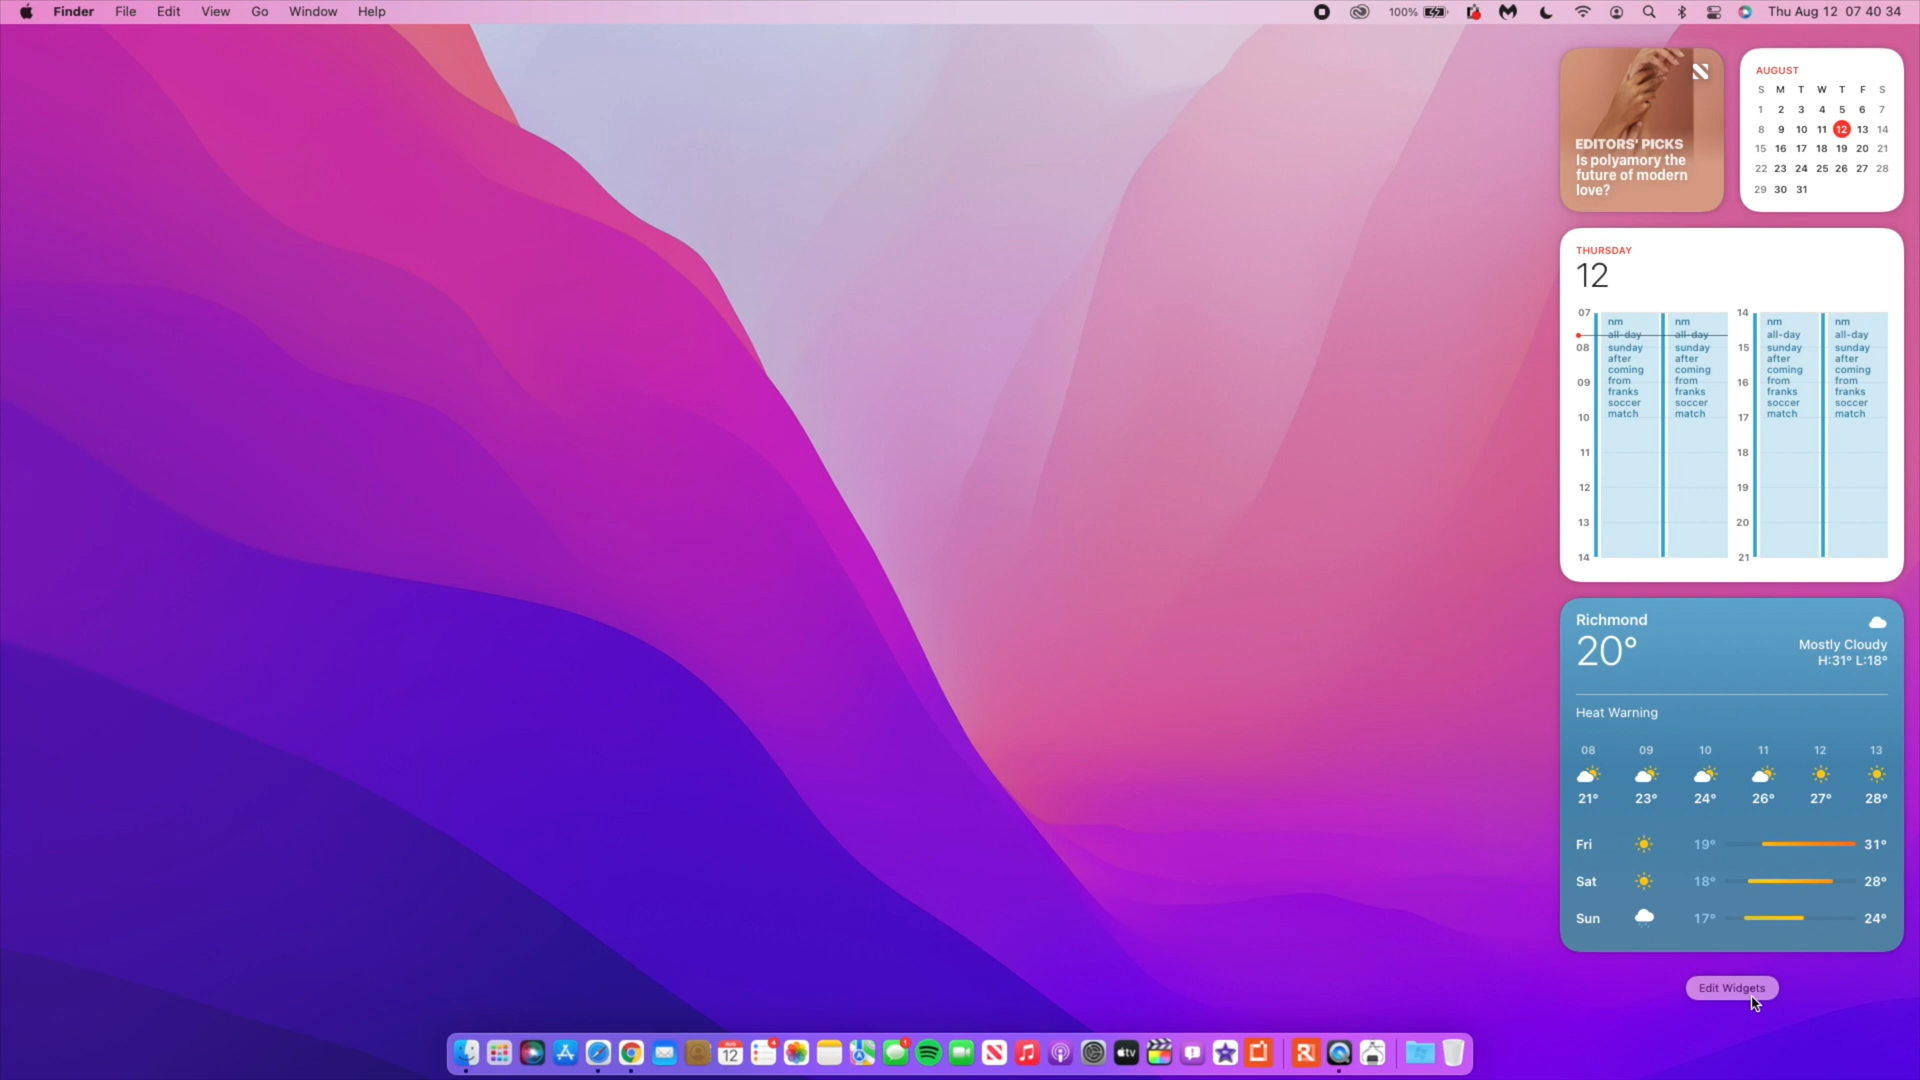 Finder File Edit View Go Window Help
100% Thu Aug 12 07 40 34
EDITORS' PICKS
Is polyamory the
future of modern
love?
AUGUST
S M T W T F S
1 2 3 4 5 6 7
8 9 10 11 12 13 14
15 16 17 18 19 20 21
22 23 24 25 26 27 28
29 30 31
THURSDAY
12
07 nm nm 14 nm nm
all-day all-day all-day all-day
08 sunday sunday 15 sunday sunday
after after after after
coming coming coming coming
09 from from 16 from from
franks franks franks franks
soccer soccer soccer soccer
10 match match 17 match match
11 18
12 19
13 20
14 21
Richmond
20°
Mostly Cloudy
H:31° L:18°
Heat Warning
08 09 10 11 12 13
21° 23° 24° 26° 27° 28°
Fri 19° 31°
Sat 18° 28°
Sun 17° 24°
Edit Widgets
AUG
12
4
1
tv